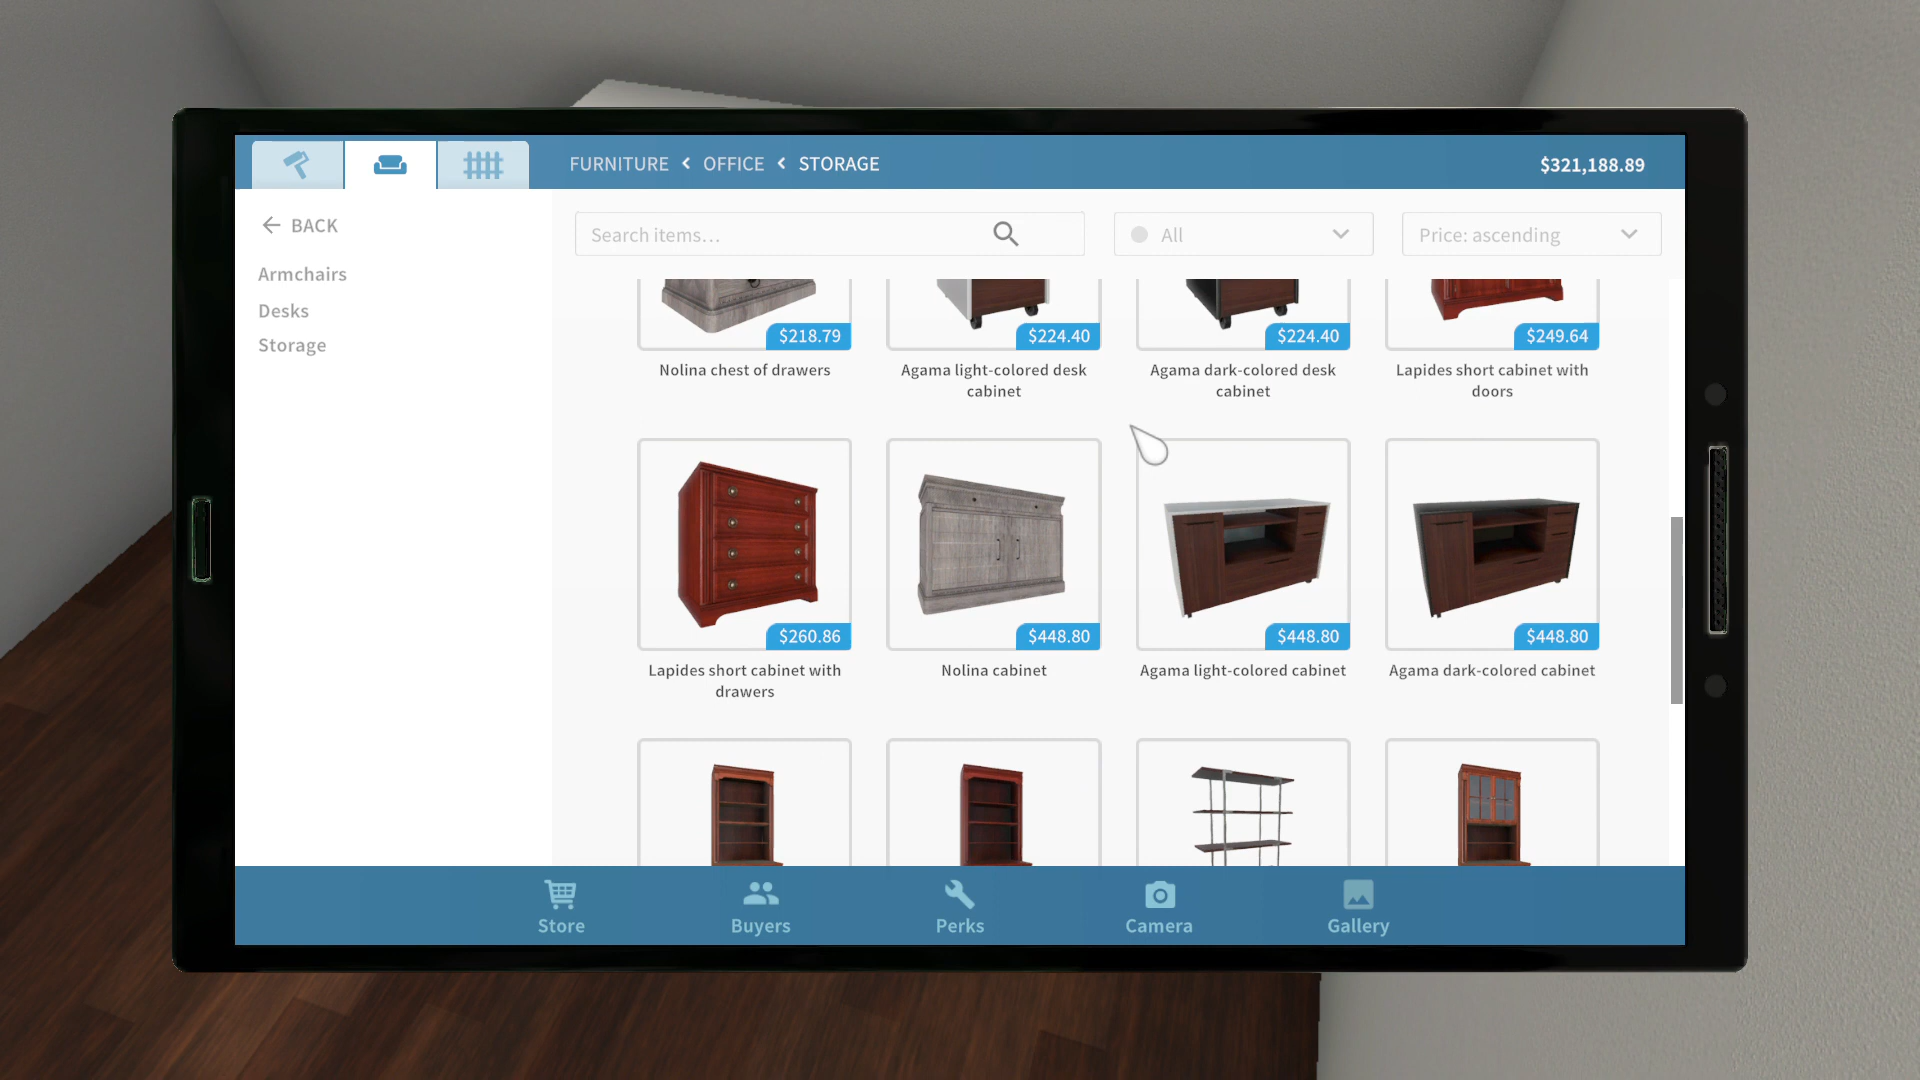 FURNITURE < OFFICE < STORAGE
$321,188.89
BACK
Armchairs
Desks
Storage
Search items...
All
Price: ascending
$218.79
$224.40
$224.40
$249.64
Nolina chest of drawers
Agama light-colored desk
cabinet
Agama dark-colored desk
cabinet
Lapides short cabinet with
doors
$260.86
$448.80
$448.80
$448.80
Lapides short cabinet with
drawers
Nolina cabinet
Agama light-colored cabinet
Agama dark-colored cabinet
Store
Buyers
Perks
Camera
Gallery